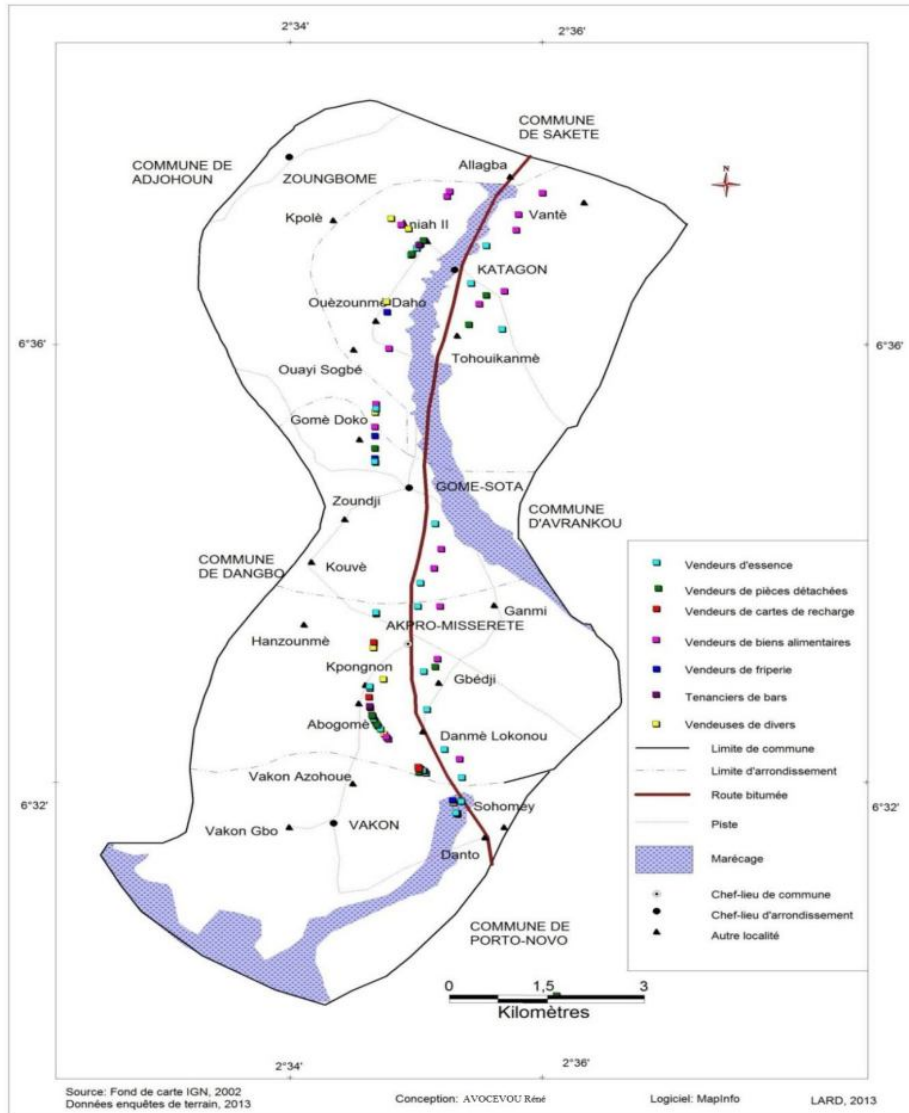 2°34'
2°36'
COMMUNE
DE SAKETE
COMMUNE DE
ADJOHOUN
Allagba
ZOUNGBOME
N
Kpolè
Aniah II
Vantè
KATAGON
Ouèzounmè Daho
6°36'
6°36'
Tohouikanmè
Ouayi Sogbé
Gomè Doko
GOME-SOTA
Zoundji
COMMUNE
D'AVRANKOU
COMMUNE
DE DANGBO
Kouvè
Ganmi
Hanzounmè
AKPRO-MISSERETE
Kpongnon
Gbédji
Abogomè
Danmè Lokonou
Vakon Azohoue
6°32'
6°32'
Sohomey
Vakon Gbo
VAKON
Danto
COMMUNE DE
PORTO-NOVO
Vendeurs d'essence
Vendeurs de pièces détachées
Vendeurs de cartes de recharge
Vendeurs de biens alimentaires
Vendeurs de friperie
Tenanciers de bars
Vendeuses de divers
Limite de commune
Limite d'arrondissement
Route bitumée
Piste
Marécage
Chef-lieu de commune
Chef-lieu d'arrondissement
Autre localité
0 1,5 3
Kilomètres
2°34'
2°36'
Source: Fond de carte IGN, 2002
Données enquêtes de terrain, 2013
Conception: AVOCEVOU Réné
Logiciel: MapInfo
LARD, 2013